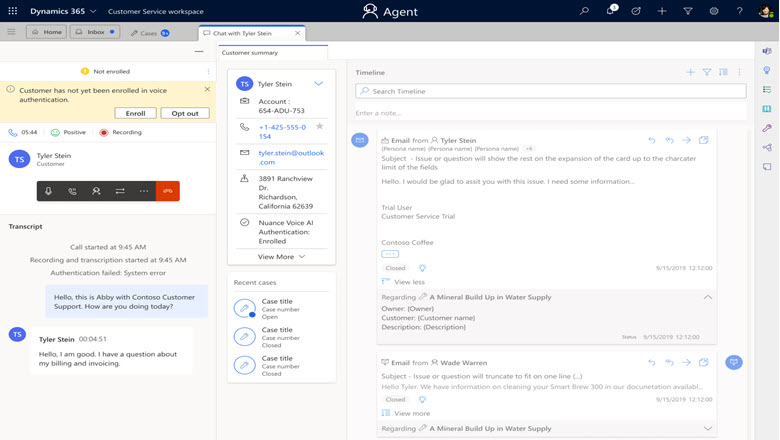 Dynamics 365
Customer Service workspace
Agent
1
?
Home
Inbox
Cases
9+
Chat with Tyler Stein
Not enrolled
Customer has not yet been enrolled in voice
authentication.
Enroll
Opt out
05:44
Positive
Recording
TS
Tyler Stein
Customer
Transcript
Call started at 9:45 AM
Recording and transcription started at 9:45 AM
Authentication failed: System error
Hello, this is Abby with Contoso Customer
Support. How are you doing today?
TS
Tyler Stein 00:04:51
Hello, I am good. I have a question about
my billing and invoicing.
Customer summary
TS
Tyler Stein
Account :
654-ADU-753
+1-425-555-0
154
tyler.stein@outlook
.com
3891 Ranchview
Dr.
Richardson,
California 62639
Nuance Voice AI
Authentication:
Enrolled
View More
Recent cases
Case title
Case number
Open
Case title
Case number
Closed
Case title
Case number
Closed
Timeline
Search Timeline
Enter a note...
Email from Tyler Stein
(Persona name) (Persona name) (Persona name) +6
Subject - Issue or question will show the rest on the expansion of the card up to the charcater
limit of the fields
Hello. I would be glad to assit you with this issue. I need some information...
Trial User
Customer Service Trial
Contoso Coffee
Closed
9/15/2019 12:12:00
View less
Regarding A Mineral Build Up in Water Supply
Owner: (Owner)
Customer: (Customer name)
Description: (Description)
Status 9/15/2019 12:12:00
Email from Wade Warren
Subject - Issue or question will truncate to fit on one line (...)
Hello Tyler. We have information on cleaning your Smart Brew 300 in our documenation availabl...
Closed
9/15/2019 12:12:00
View more
Regarding A Mineral Build Up in Water Supply